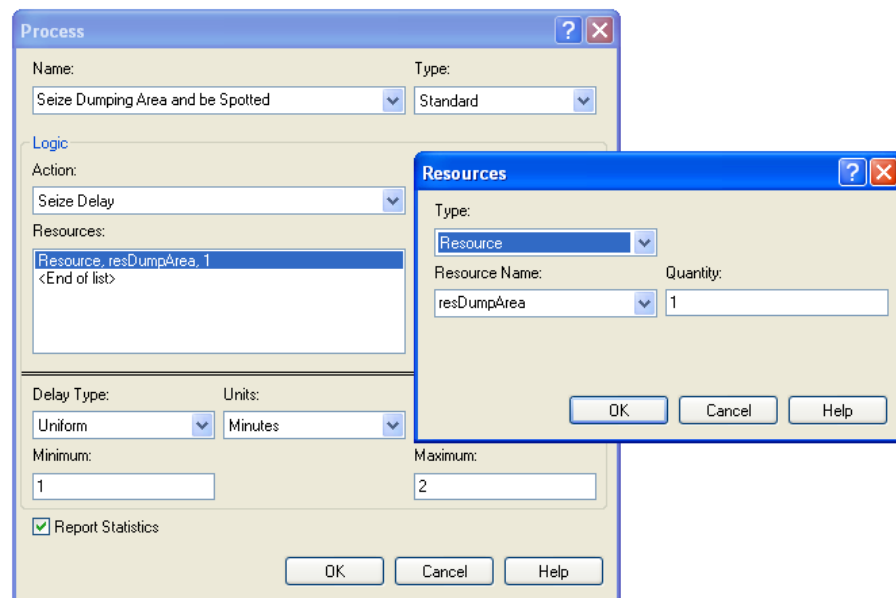 Process
Name:
Type:
Seize Dumping Area and be Spotted
Standard
Logic
Action:
Seize Delay
Resources:
Resource, resDumpArea, 1
<End of list>
Delay Type:
Units:
Uniform
Minutes
Minimum:
Maximum:
1
2
Report Statistics
OK
Cancel
Help
Resources
Type:
Resource
Resource Name:
Quantity:
resDumpArea
1
OK
Cancel
Help